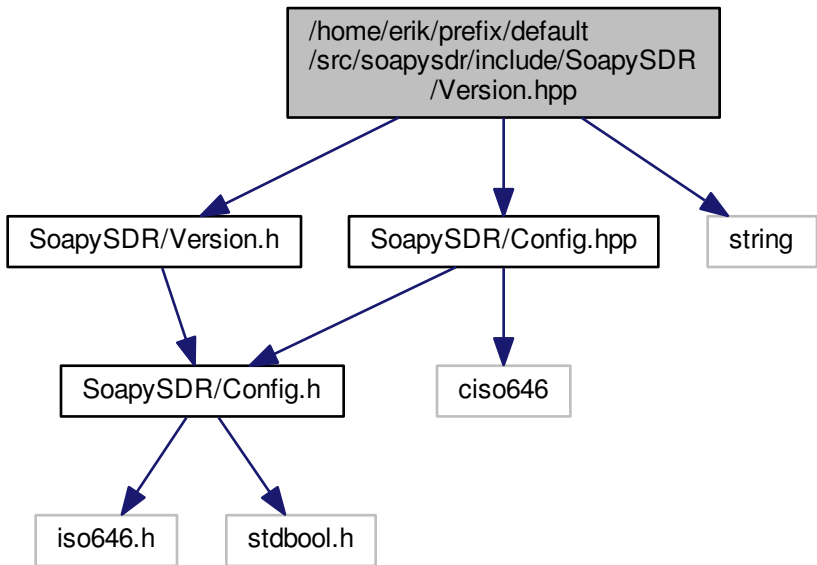 /home/erik/prefix/default
/src/soapysdr/include/SoapySDR
/Version.hpp
SoapySDR/Version.h
SoapySDR/Config.hpp
string
SoapySDR/Config.h
ciso646
iso646.h
stdbool.h